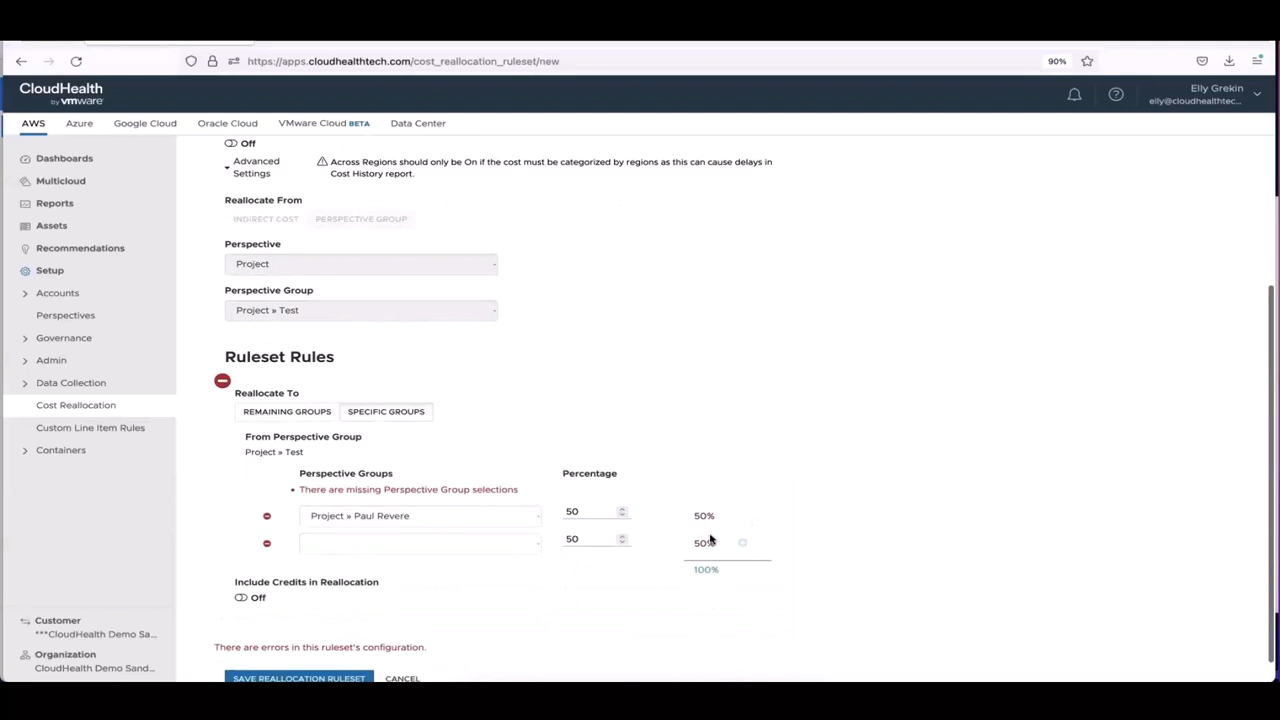 https://apps.cloudhealthtech.com/cost_reallocation_ruleset/new
90%
CloudHealth
by vmware
Elly Grekin
elly@cloudhealthtec...
AWS
Azure
Google Cloud
Oracle Cloud
VMware Cloud BETA
Data Center
Dashboards
Multicloud
Reports
Assets
Recommendations
Setup
Accounts
Perspectives
Governance
Admin
Data Collection
Cost Reallocation
Custom Line Item Rules
Containers
Customer
***CloudHealth Demo Sa...
Organization
CloudHealth Demo Sand...
Off
Advanced
Settings
Across Regions should only be On if the cost must be categorized by regions as this can cause delays in
Cost History report.
Reallocate From
INDIRECT COST
PERSPECTIVE GROUP
Perspective
Project
Perspective Group
Project » Test
Ruleset Rules
Reallocate To
REMAINING GROUPS
SPECIFIC GROUPS
From Perspective Group
Project » Test
Perspective Groups
Percentage
• There are missing Perspective Group selections
Project » Paul Revere
50
50%
50
50%
100%
Include Credits in Reallocation
Off
There are errors in this ruleset's configuration.
SAVE REALLOCATION RULESET
CANCEL